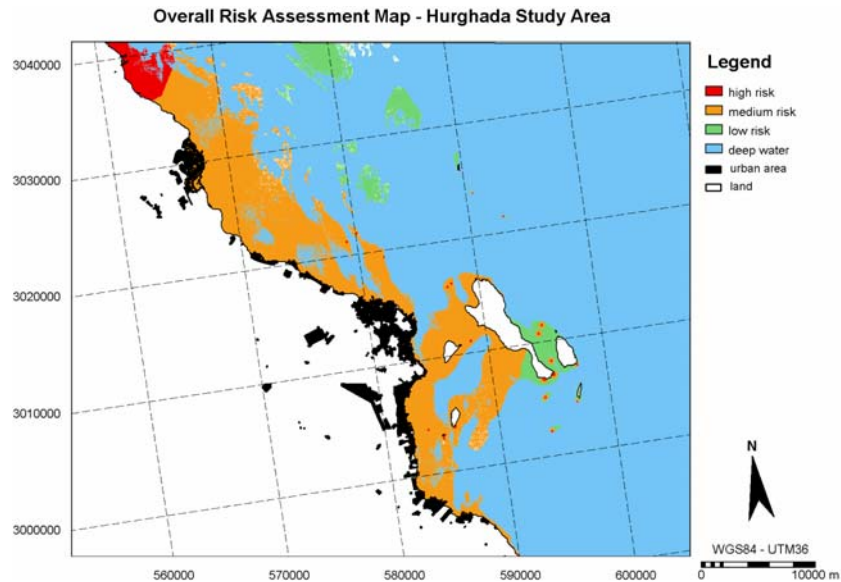 Overall Risk Assessment Map - Hurghada Study Area
3040000
3030000
3020000
3010000
3000000
560000
570000
580000
590000
600000
Legend
high risk
medium risk
low risk
deep water
urban area
land
N
WGS84 - UTM36
0
10000 m